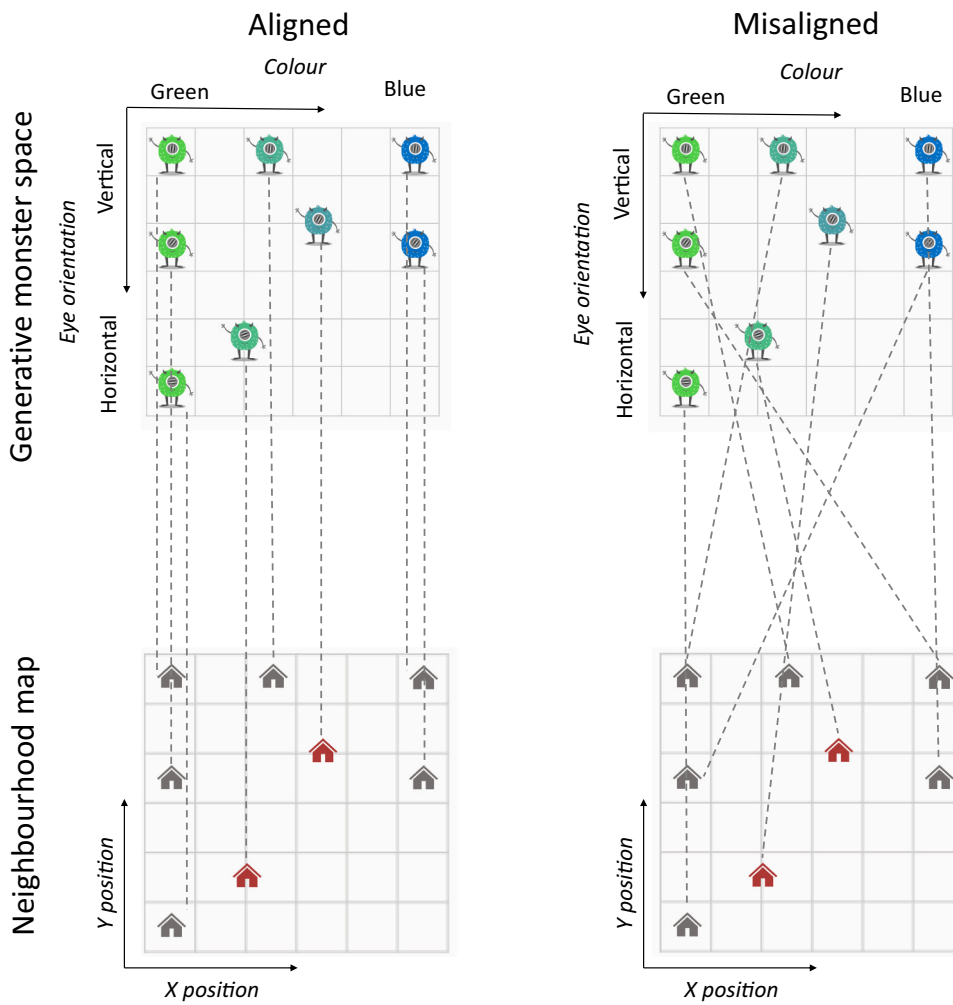 Aligned
Misaligned
Colour
Colour
Green
Blue
Green
Blue
Generative monster space
Eye orientation
Vertical
Horizontal
Eye orientation
Vertical
Horizontal
Neighbourhood map
Y position
Y position
X position
X position